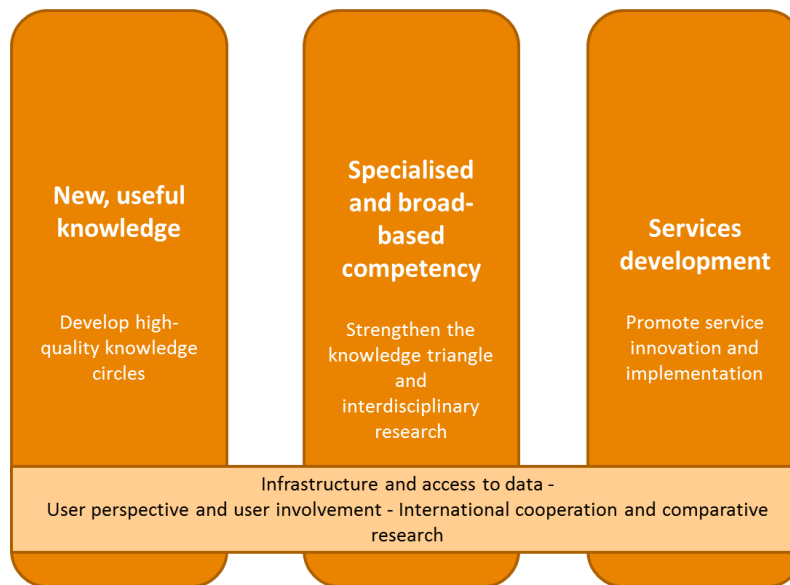 New, useful
knowledge
Develop high-
quality knowledge
circles
Specialised
and broad-
based
competency
Strengthen the
knowledge triangle
and
interdisciplinary
research
Services
development
Promote service
innovation and
implementation
Infrastructure and access to data -
User perspective and user involvement - International cooperation and comparative
research